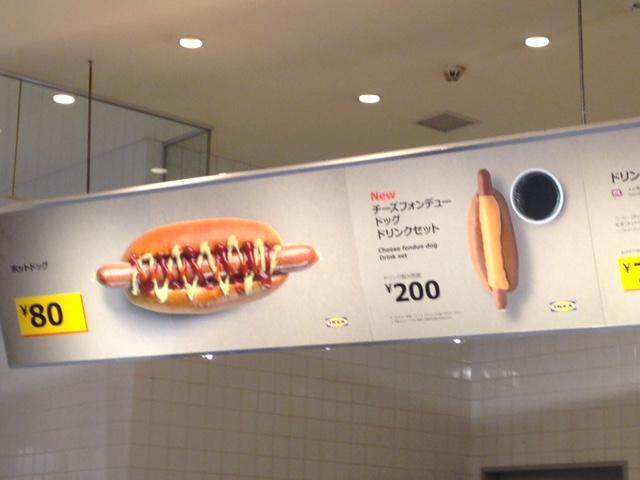 ホットドッグ
¥80
IKEA
New
チーズフォンデュー
ドッグ
ドリンクセット
Cheese fondue dog
Drink set
¥200
IKEA
ドリン